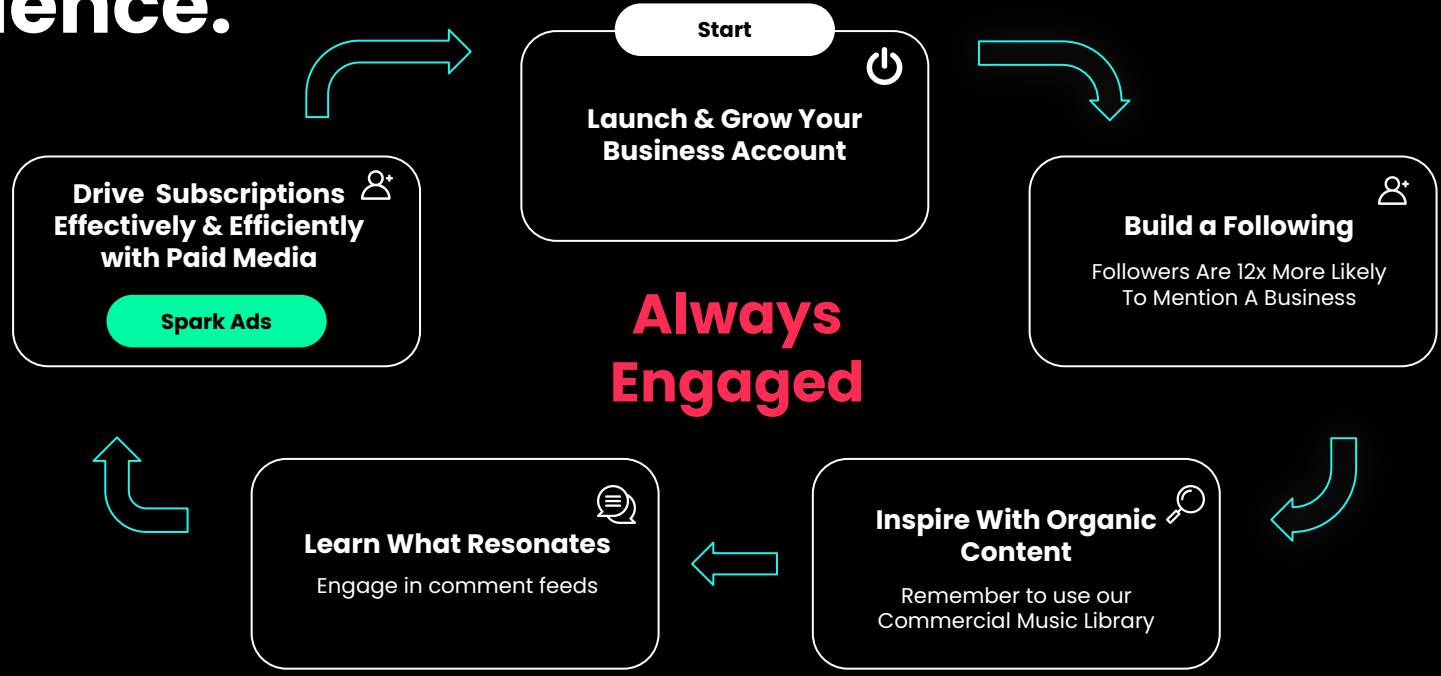 Start
Launch & Grow Your
Business Account
Build a Following
Followers Are 12x More Likely
To Mention A Business
Inspire With Organic
Content
Remember to use our
Commercial Music Library
Learn What Resonates
Engage in comment feeds
Drive  Subscriptions
Effectively & Efficiently
with Paid Media
Spark Ads
Always
Engaged